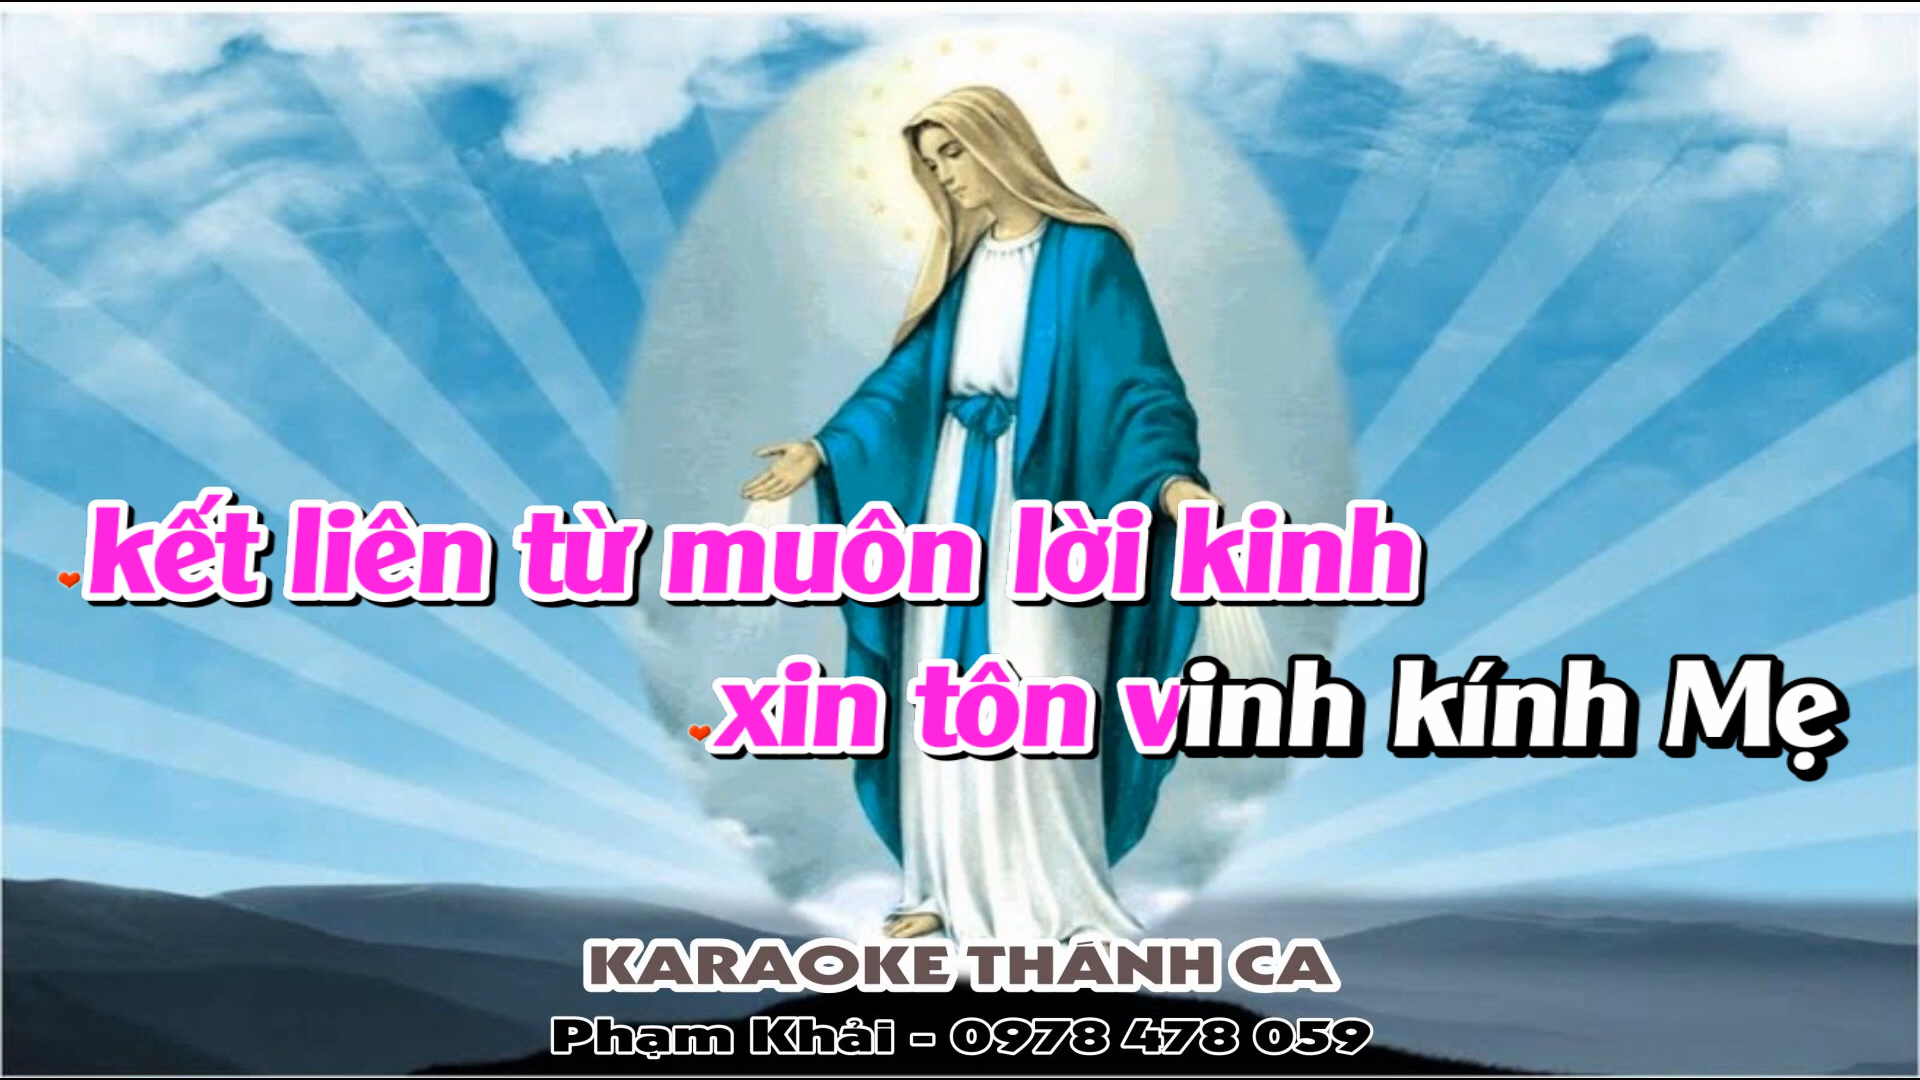 kết liên từ muôn lời kinh
xin tôn vinh kính Mẹ
KARAOKE THÁNH CA
Phạm Khải - 0978 478 059